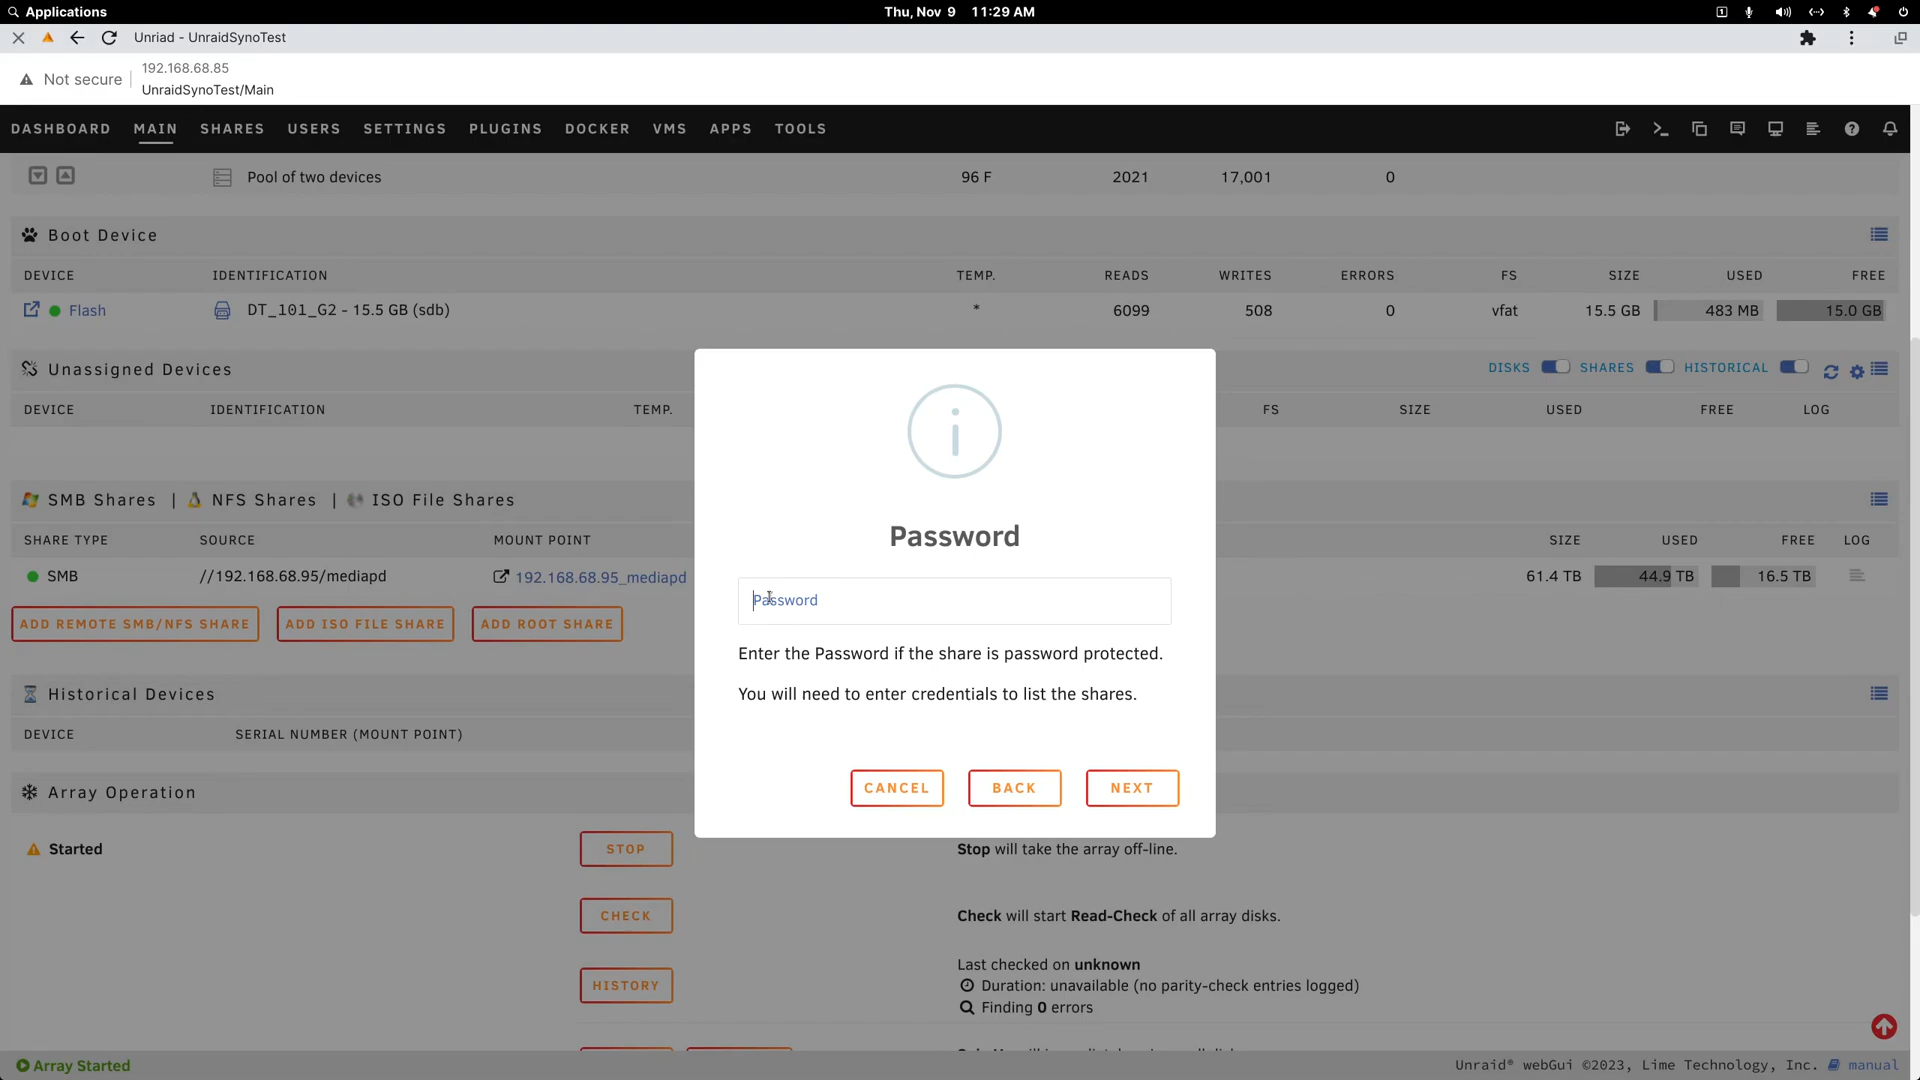 Applications
Thu, Nov 9 11:29 AM
Unriad - UnraidSynoTest
Not secure
192.168.68.85
UnraidSynoTest/Main
DASHBOARD MAIN SHARES USERS SETTINGS PLUGINS DOCKER VMS APPS TOOLS
Pool of two devices 96 F 2021 17,001 0
Boot Device
DEVICE IDENTIFICATION TEMP. READS WRITES ERRORS FS SIZE USED FREE
Flash DT_101_G2 - 15.5 GB (sdb) * 6099 508 0 vfat 15.5 GB 483 MB 15.0 GB
Unassigned Devices DISKS SHARES HISTORICAL
DEVICE IDENTIFICATION TEMP. FS SIZE USED FREE LOG
SMB Shares | NFS Shares | ISO File Shares
SHARE TYPE SOURCE MOUNT POINT SIZE USED FREE LOG
SMB //192.168.68.95/mediapd 192.168.68.95_mediapd 61.4 TB 44.9 TB 16.5 TB
ADD REMOTE SMB/NFS SHARE ADD ISO FILE SHARE ADD ROOT SHARE
Historical Devices
DEVICE SERIAL NUMBER (MOUNT POINT)
Array Operation
Started STOP Stop will take the array off-line.
CHECK Check will start Read-Check of all array disks.
HISTORY
Last checked on unknown
Duration: unavailable (no parity-check entries logged)
Finding 0 errors
Password
Password
Enter the Password if the share is password protected.
You will need to enter credentials to list the shares.
CANCEL BACK NEXT
Array Started
Unraid® webGui ©2023, Lime Technology, Inc. manual